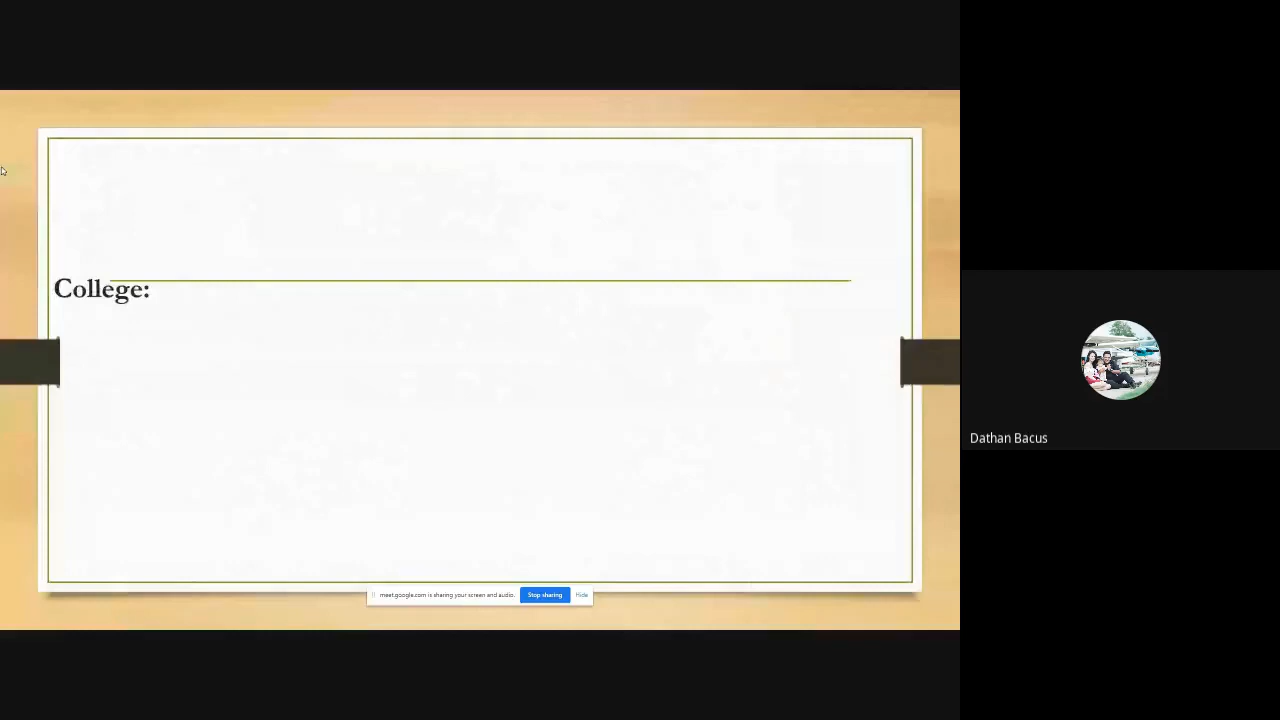 College:
meet.google.com is sharing your screen and audio.
Stop sharing
Hide
Dathan Bacus